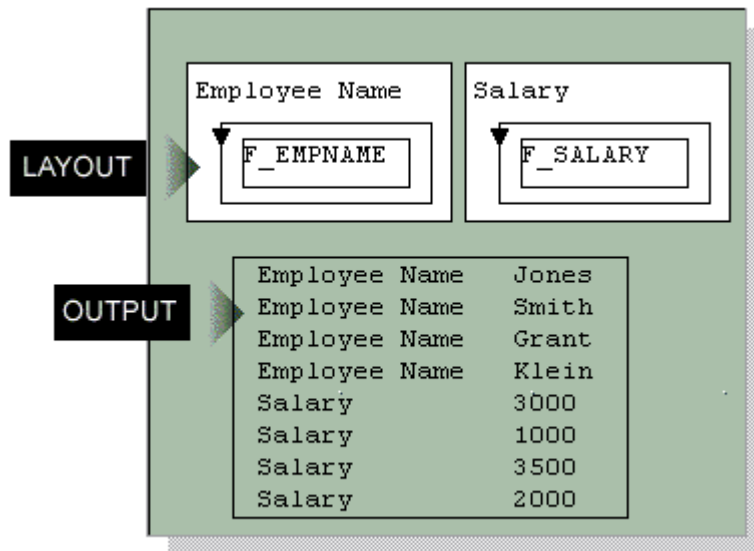 Employee Name
Salary
LAYOUT
F_EMPNAME
F_SALARY
OUTPUT
Employee Name Jones
Employee Name Smith
Employee Name Grant
Employee Name Klein
Salary 3000
Salary 1000
Salary 3500
Salary 2000